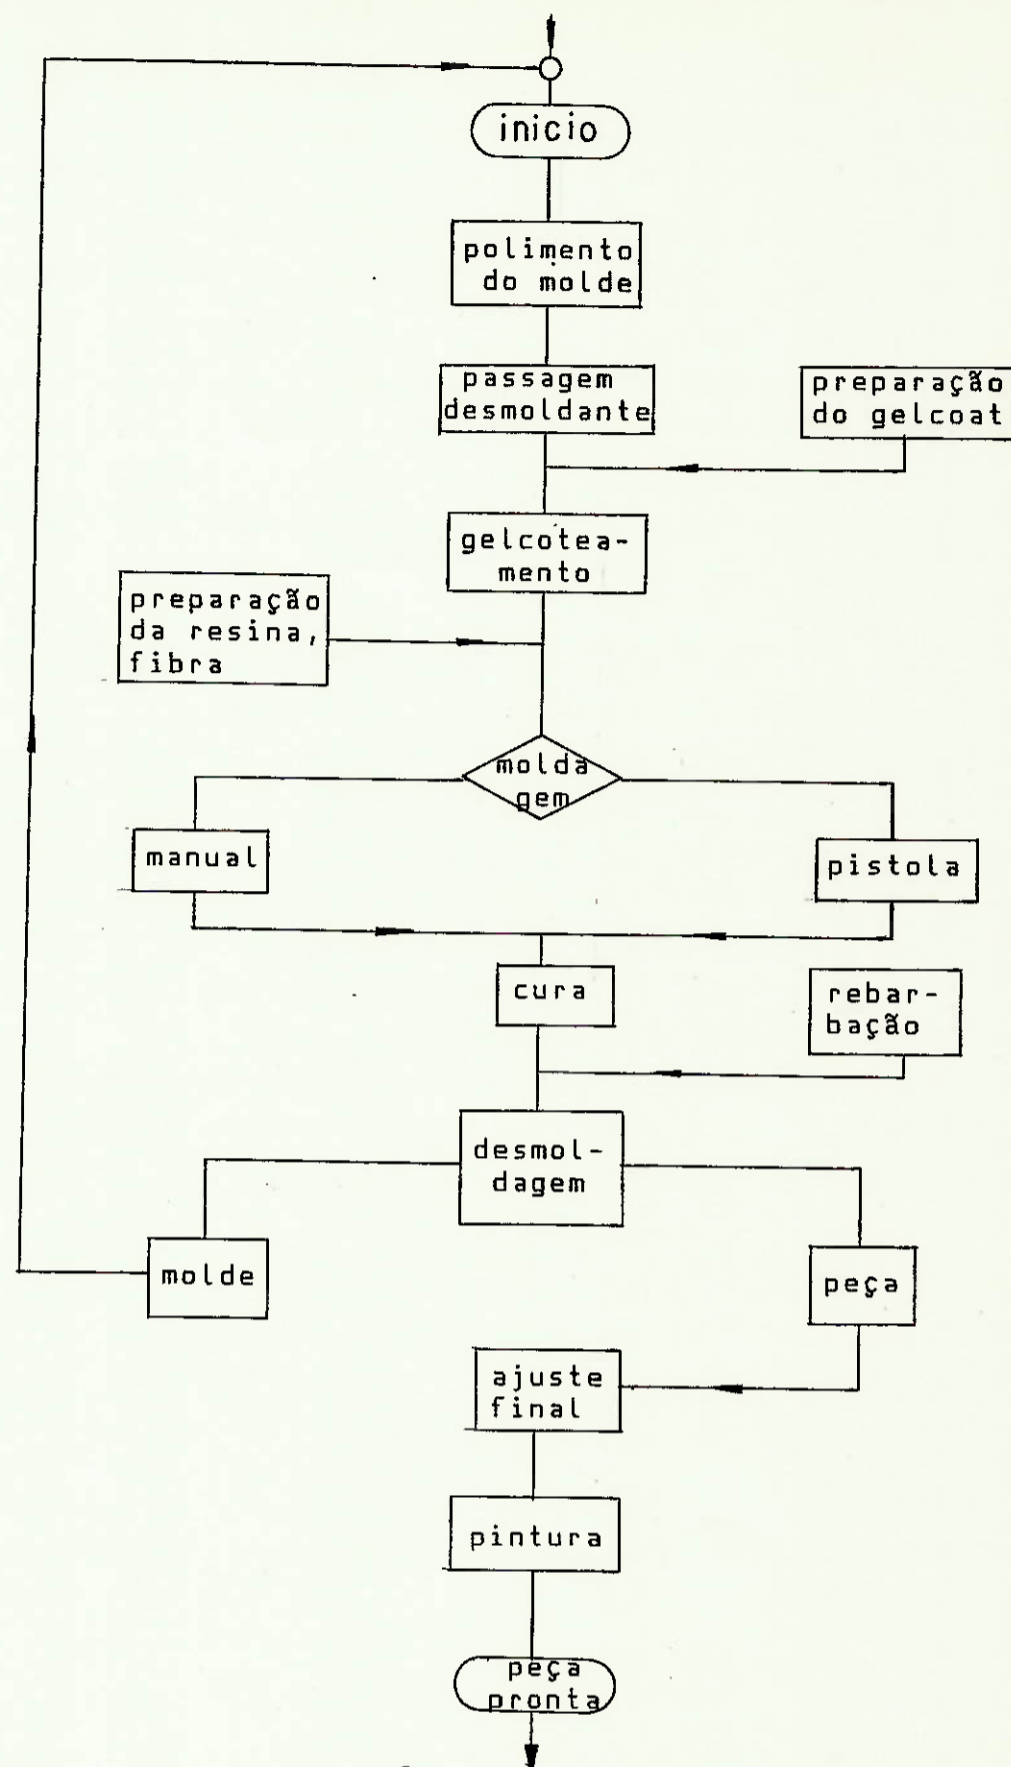 inicio
polimento
do molde
passagem
desmoldante
preparação
do gelcoat
gelcotea-
mento
preparação
da resina,
fibra
molda
gem
manual
pistola
cura
rebar-
bação
desmol-
dagem
molde
peça
ajuste
final
pintura
peça
pronta